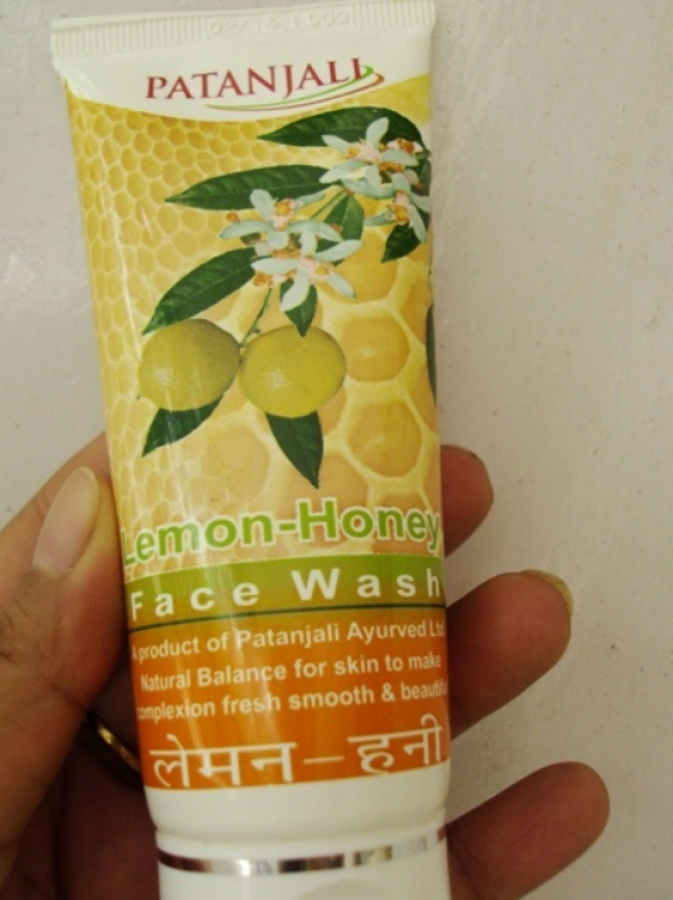 PATANJALI
Lemon-Honey
Face Wash
A product of Patanjali Ayurved Ltd
Natural Balance for skin to make
complexion fresh smooth & beautiful
लेमन – हनी